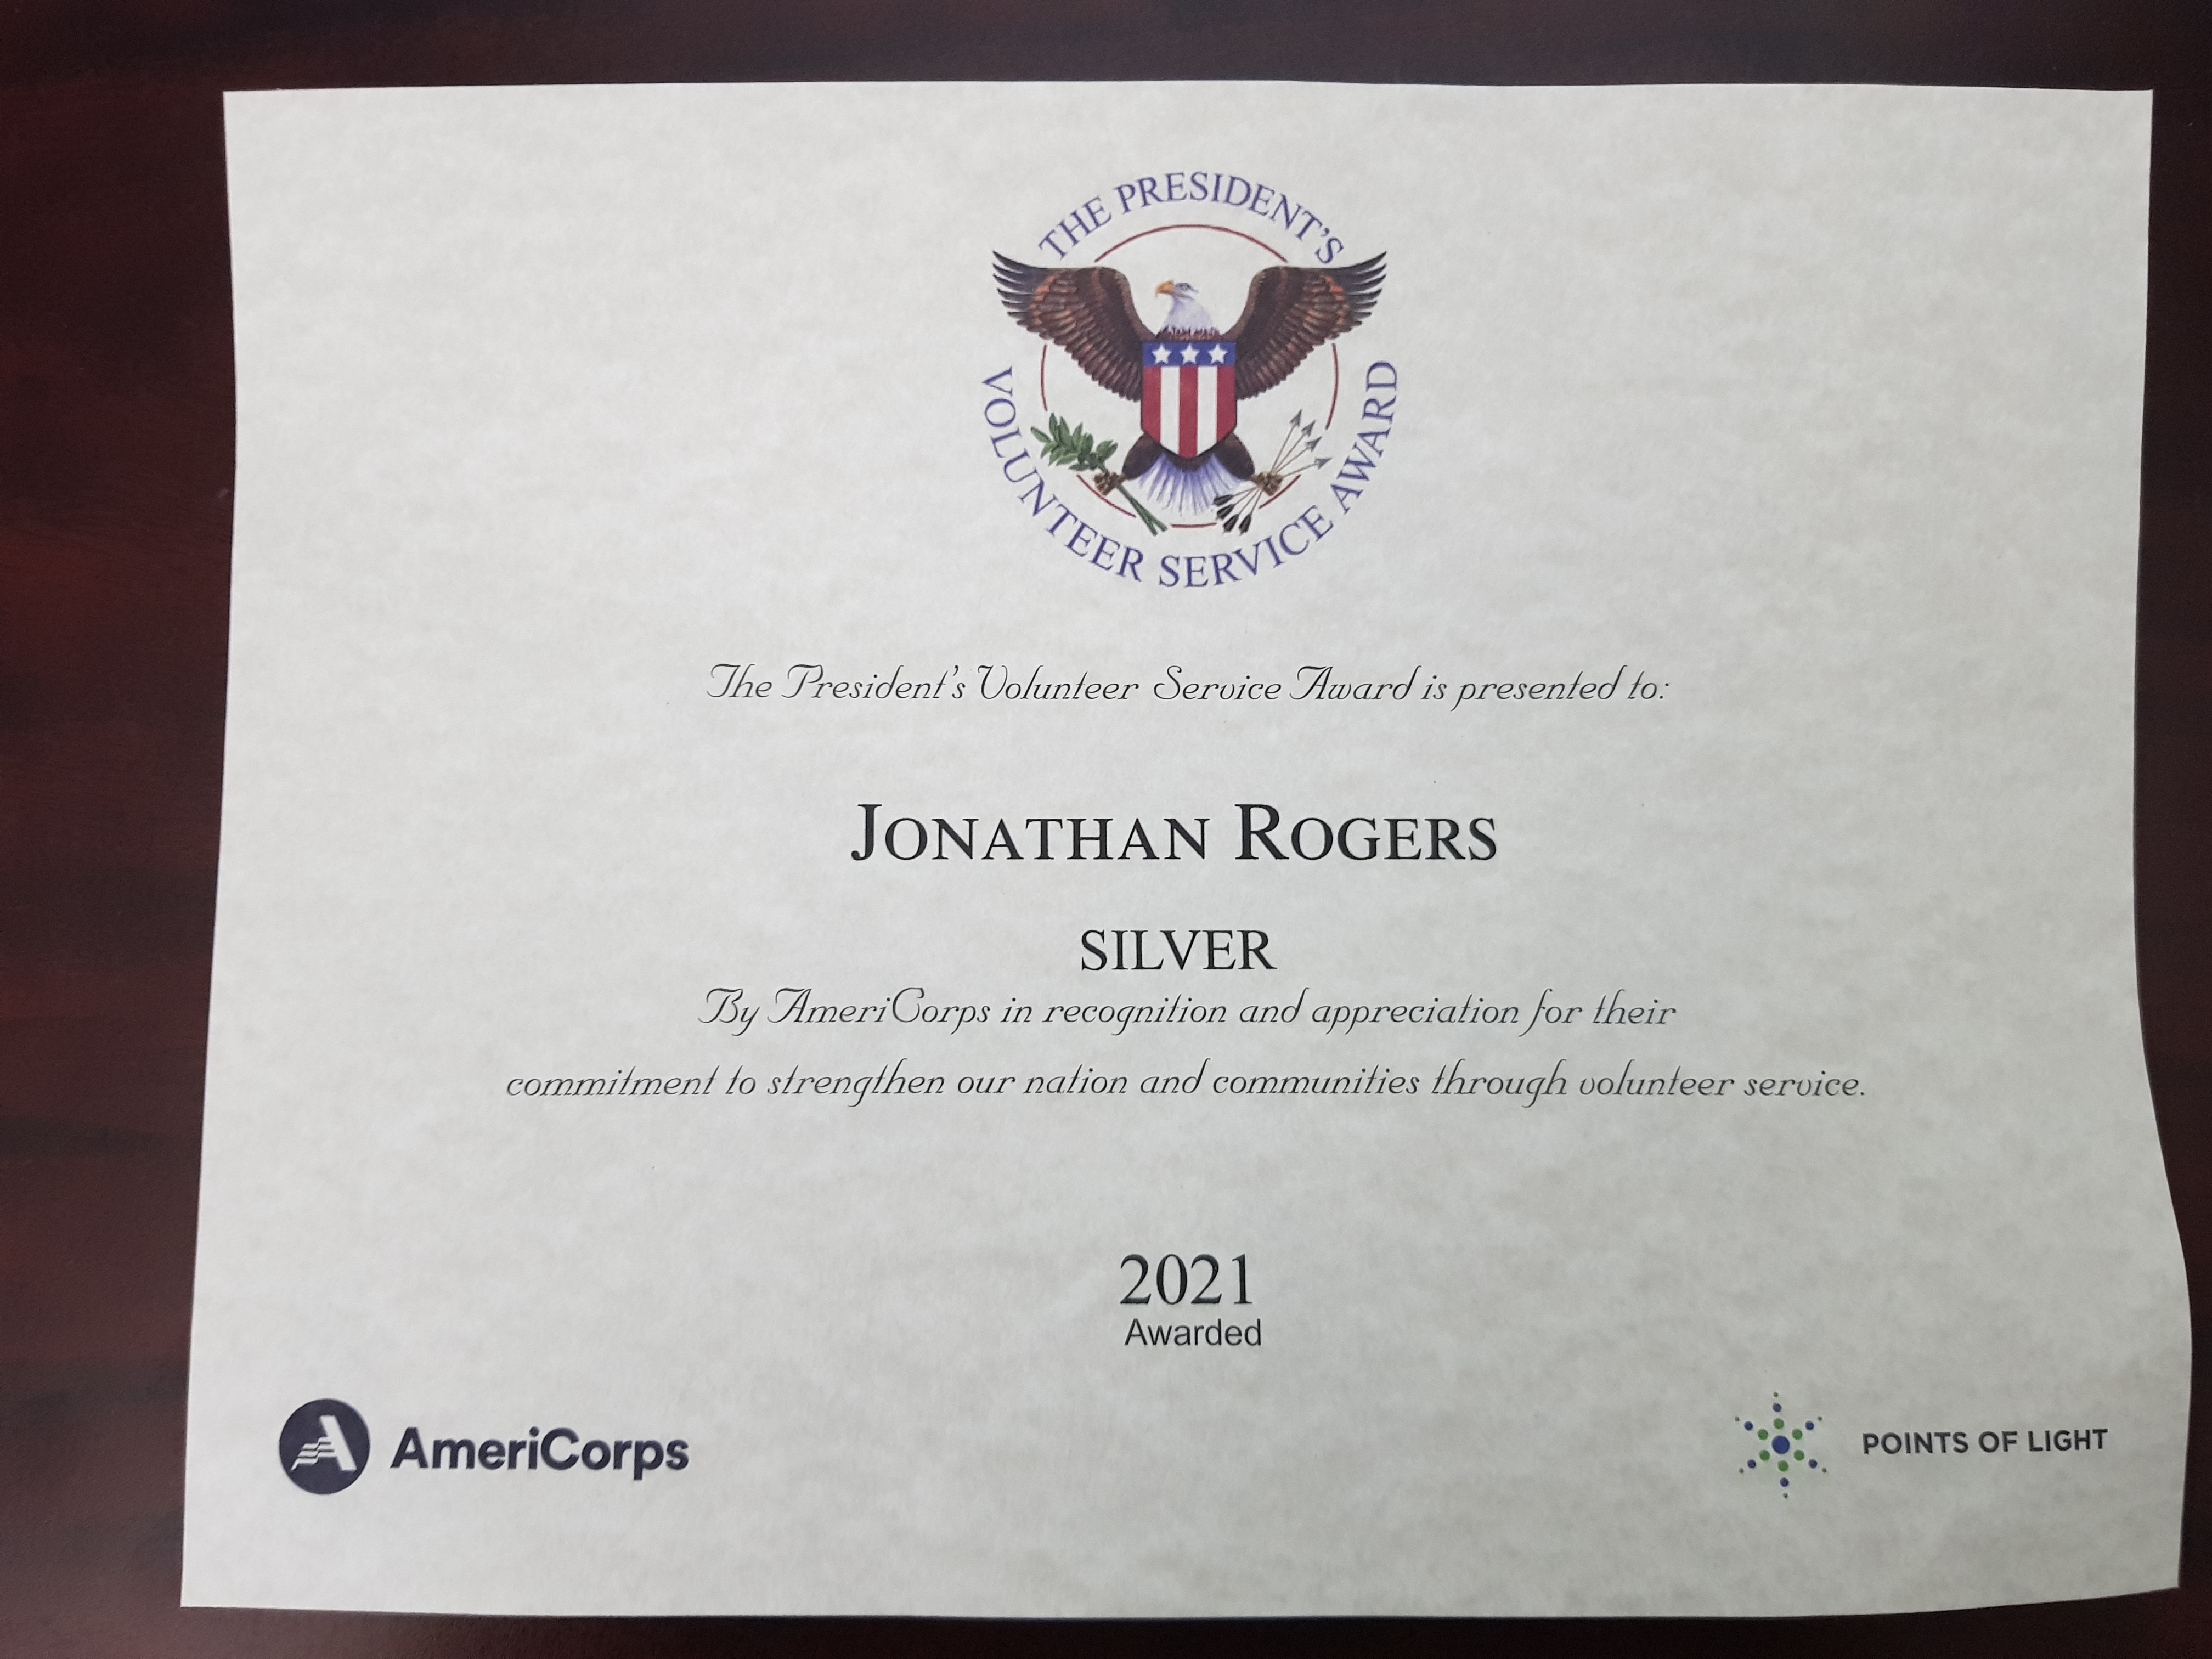 THE PRESIDENT'S
VOLUNTEER SERVICE AWARD
The President's Volunteer Service Award is presented to:
JONATHAN ROGERS
SILVER
By AmeriCorps in recognition and appreciation for their
commitment to strengthen our nation and communities through volunteer service.
2021
Awarded
AmeriCorps
POINTS OF LIGHT